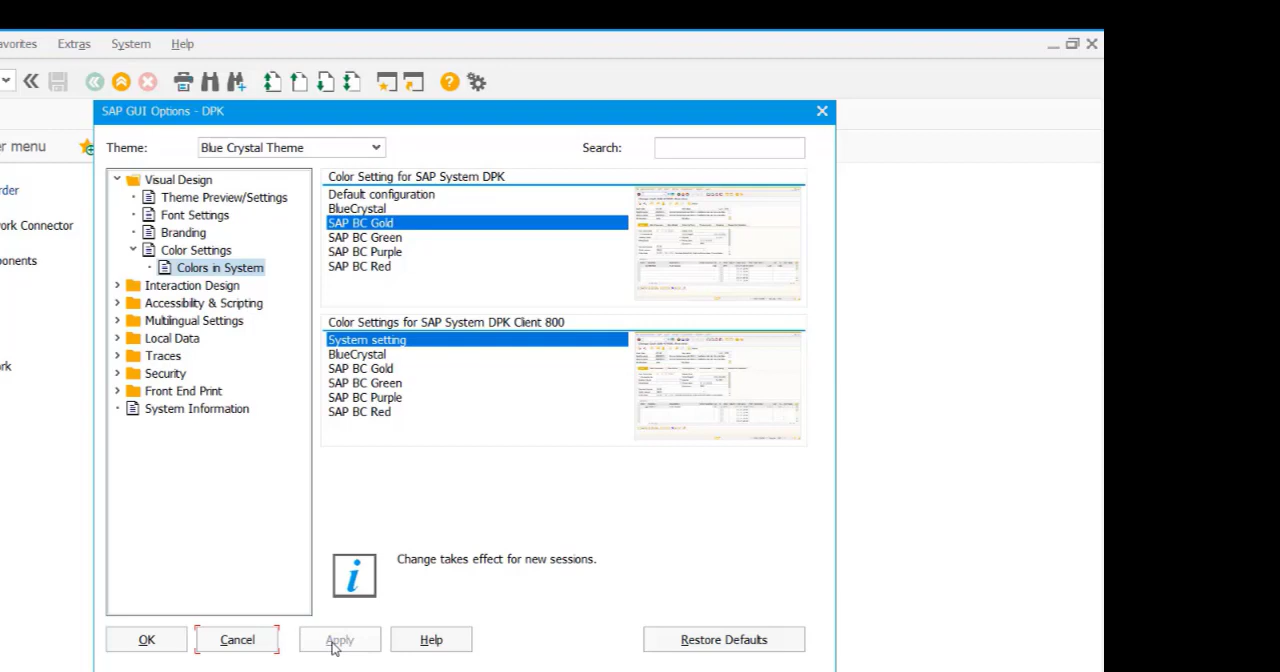 avorites Extras System Help
SAP GUI Options - DPK
er menu
Theme: Blue Crystal Theme Search:
rder
ork Connector
onents
rk
Visual Design
Theme Preview/Settings
Font Settings
Branding
Color Settings
Colors in System
Interaction Design
Accessibility & Scripting
Multilingual Settings
Local Data
Traces
Security
Front End Print
System Information
Color Setting for SAP System DPK
Default configuration
BlueCrystal
SAP BC Gold
SAP BC Green
SAP BC Purple
SAP BC Red
Color Settings for SAP System DPK Client 800
System setting
BlueCrystal
SAP BC Gold
SAP BC Green
SAP BC Purple
SAP BC Red
i
Change takes effect for new sessions.
OK Cancel Apply Help Restore Defaults